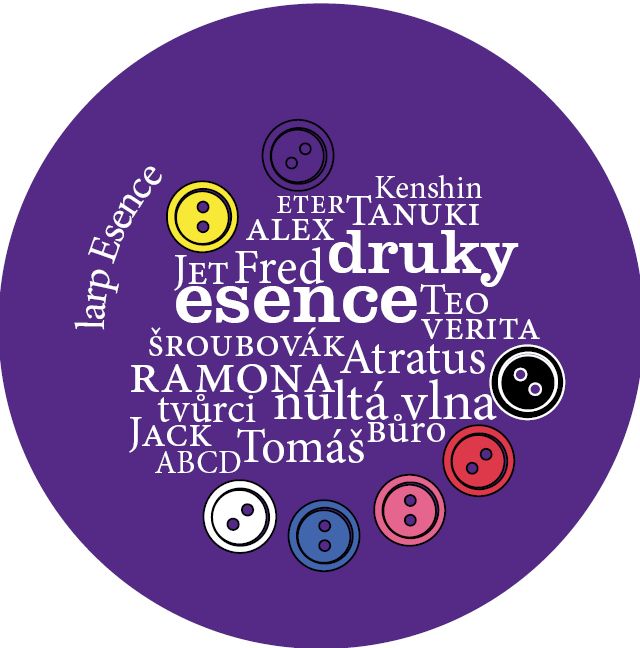 larp Esence
Kenshin
ETER TANUKI
ALEX
druky
JET Fred
esence TEO
VERITA
ŠROUBOVÁK
Atratus
RAMONA
nultá vlna
tvůrci
JACK
BŮRO
Tomáš
ABCD